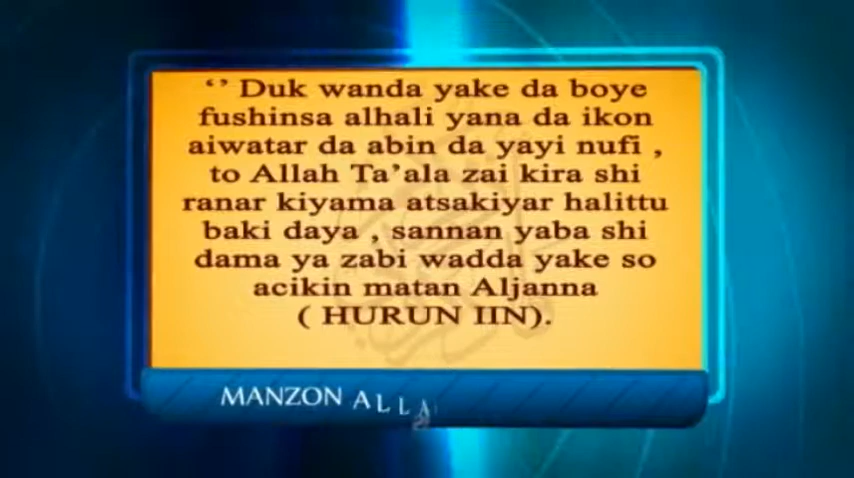 ‘’ Duk wanda yake da boye
fushinsa alhali yana da ikon
aiwatar da abin da yayi nufi ,
to Allah Ta’ala zai kira shi
ranar kiyama atsakiyar halittu
baki daya , sannan yaba shi
dama ya zabi wadda yake so
acikin matan Aljanna
( HURUN IIN).
MANZON ALLA